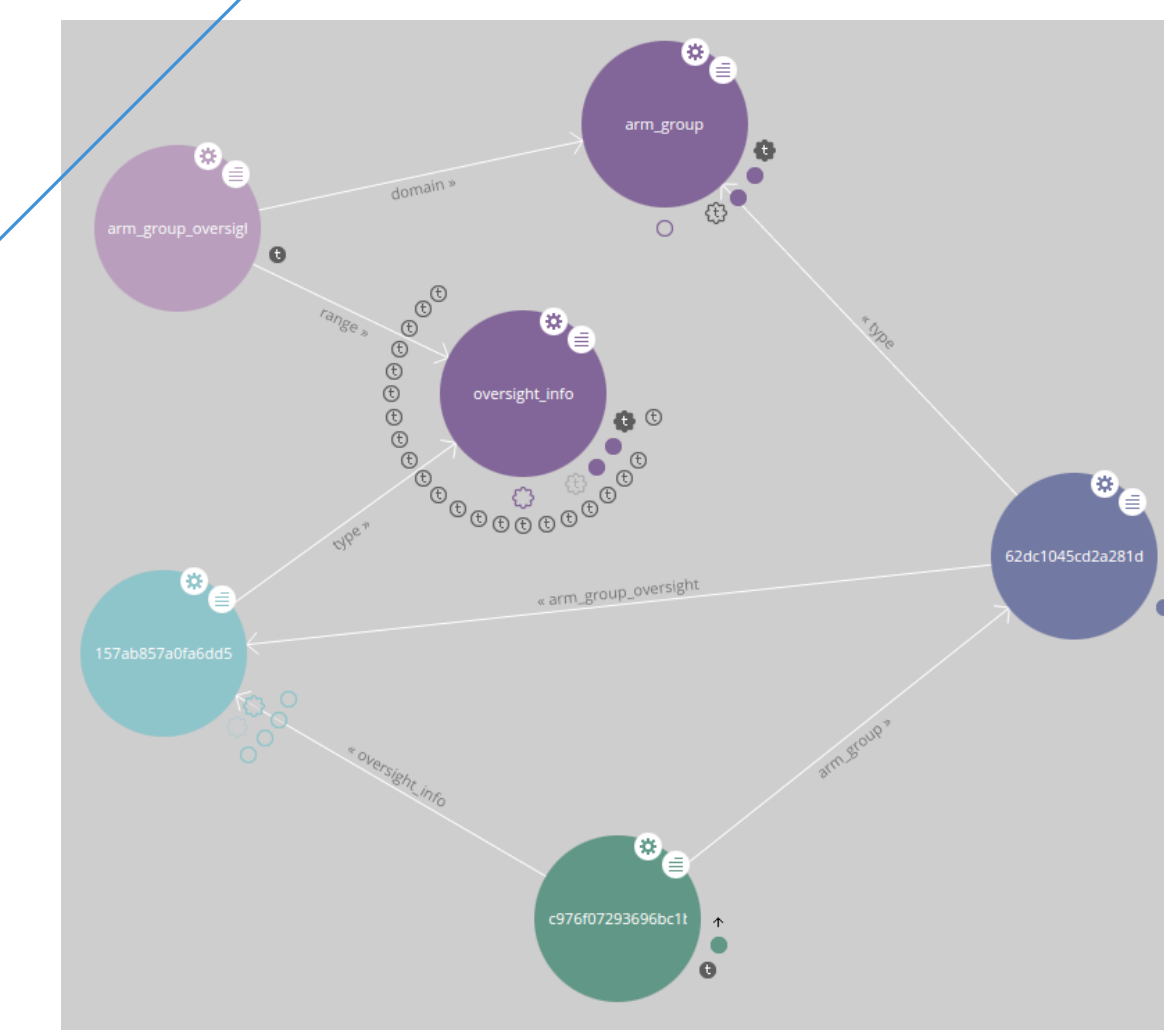 arm_group
domain »
arm_group_oversigl
range »
« type
oversight_info
type »
62dc1045cd2a281d
« arm_group_oversight
157ab857a0fa6dd5
« oversight_info
arm_group »
c976f07293696bc1t